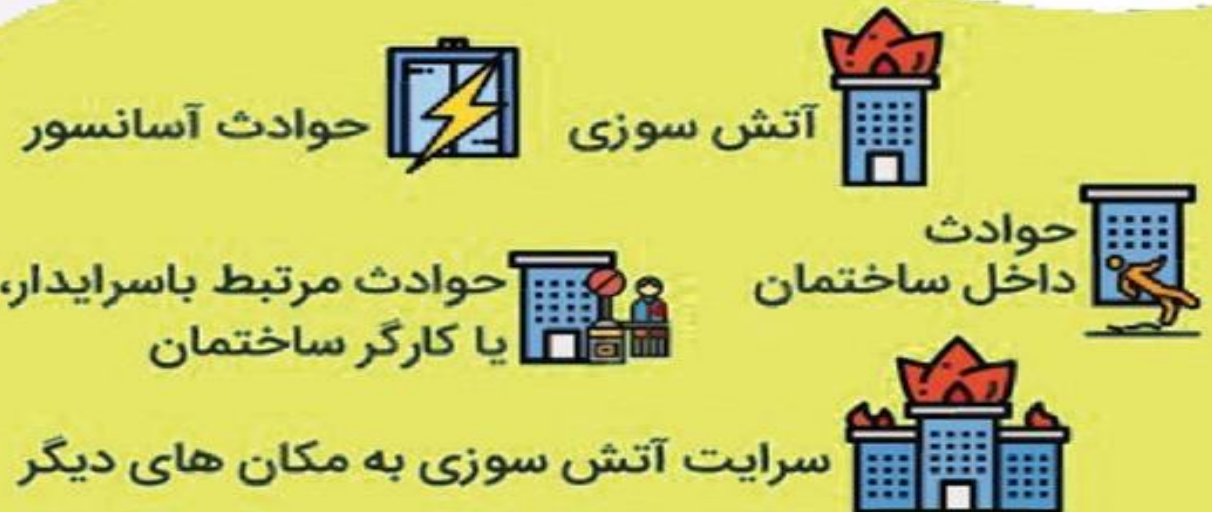 آتش سوزی
حوادث آسانسور
حوادث
داخل ساختمان
حوادث مرتبط باسرایدار،
یا کارگر ساختمان
سرایت آتش سوزی به مکان های دیگر